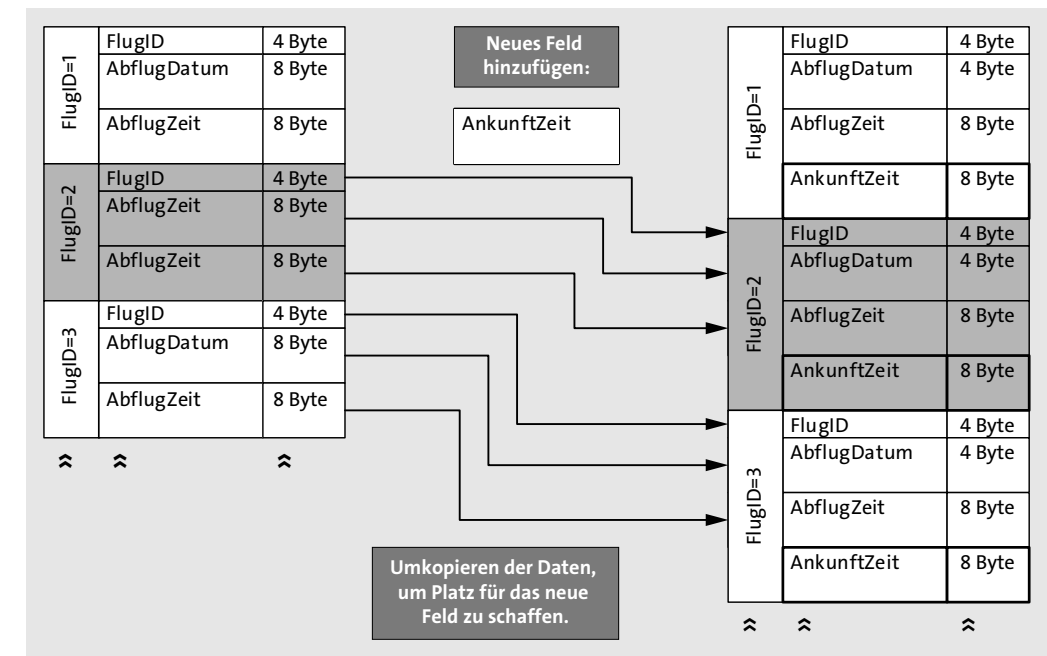 FlugID=1
FlugID 4 Byte
AbflugDatum 8 Byte
AbflugZeit 8 Byte
FlugID=2
FlugID 4 Byte
AbflugZeit 8 Byte
AbflugZeit 8 Byte
FlugID=3
FlugID 4 Byte
AbflugDatum 8 Byte
AbflugZeit 8 Byte
Neues Feld
hinzufügen:
AnkunftZeit
Umkopieren der Daten,
um Platz für das neue
Feld zu schaffen.
FlugID=1
FlugID 4 Byte
AbflugDatum 4 Byte
AbflugZeit 8 Byte
AnkunftZeit 8 Byte
FlugID=2
FlugID 4 Byte
AbflugDatum 4 Byte
AbflugZeit 8 Byte
AnkunftZeit 8 Byte
FlugID=3
FlugID 4 Byte
AbflugDatum 4 Byte
AbflugZeit 8 Byte
AnkunftZeit 8 Byte